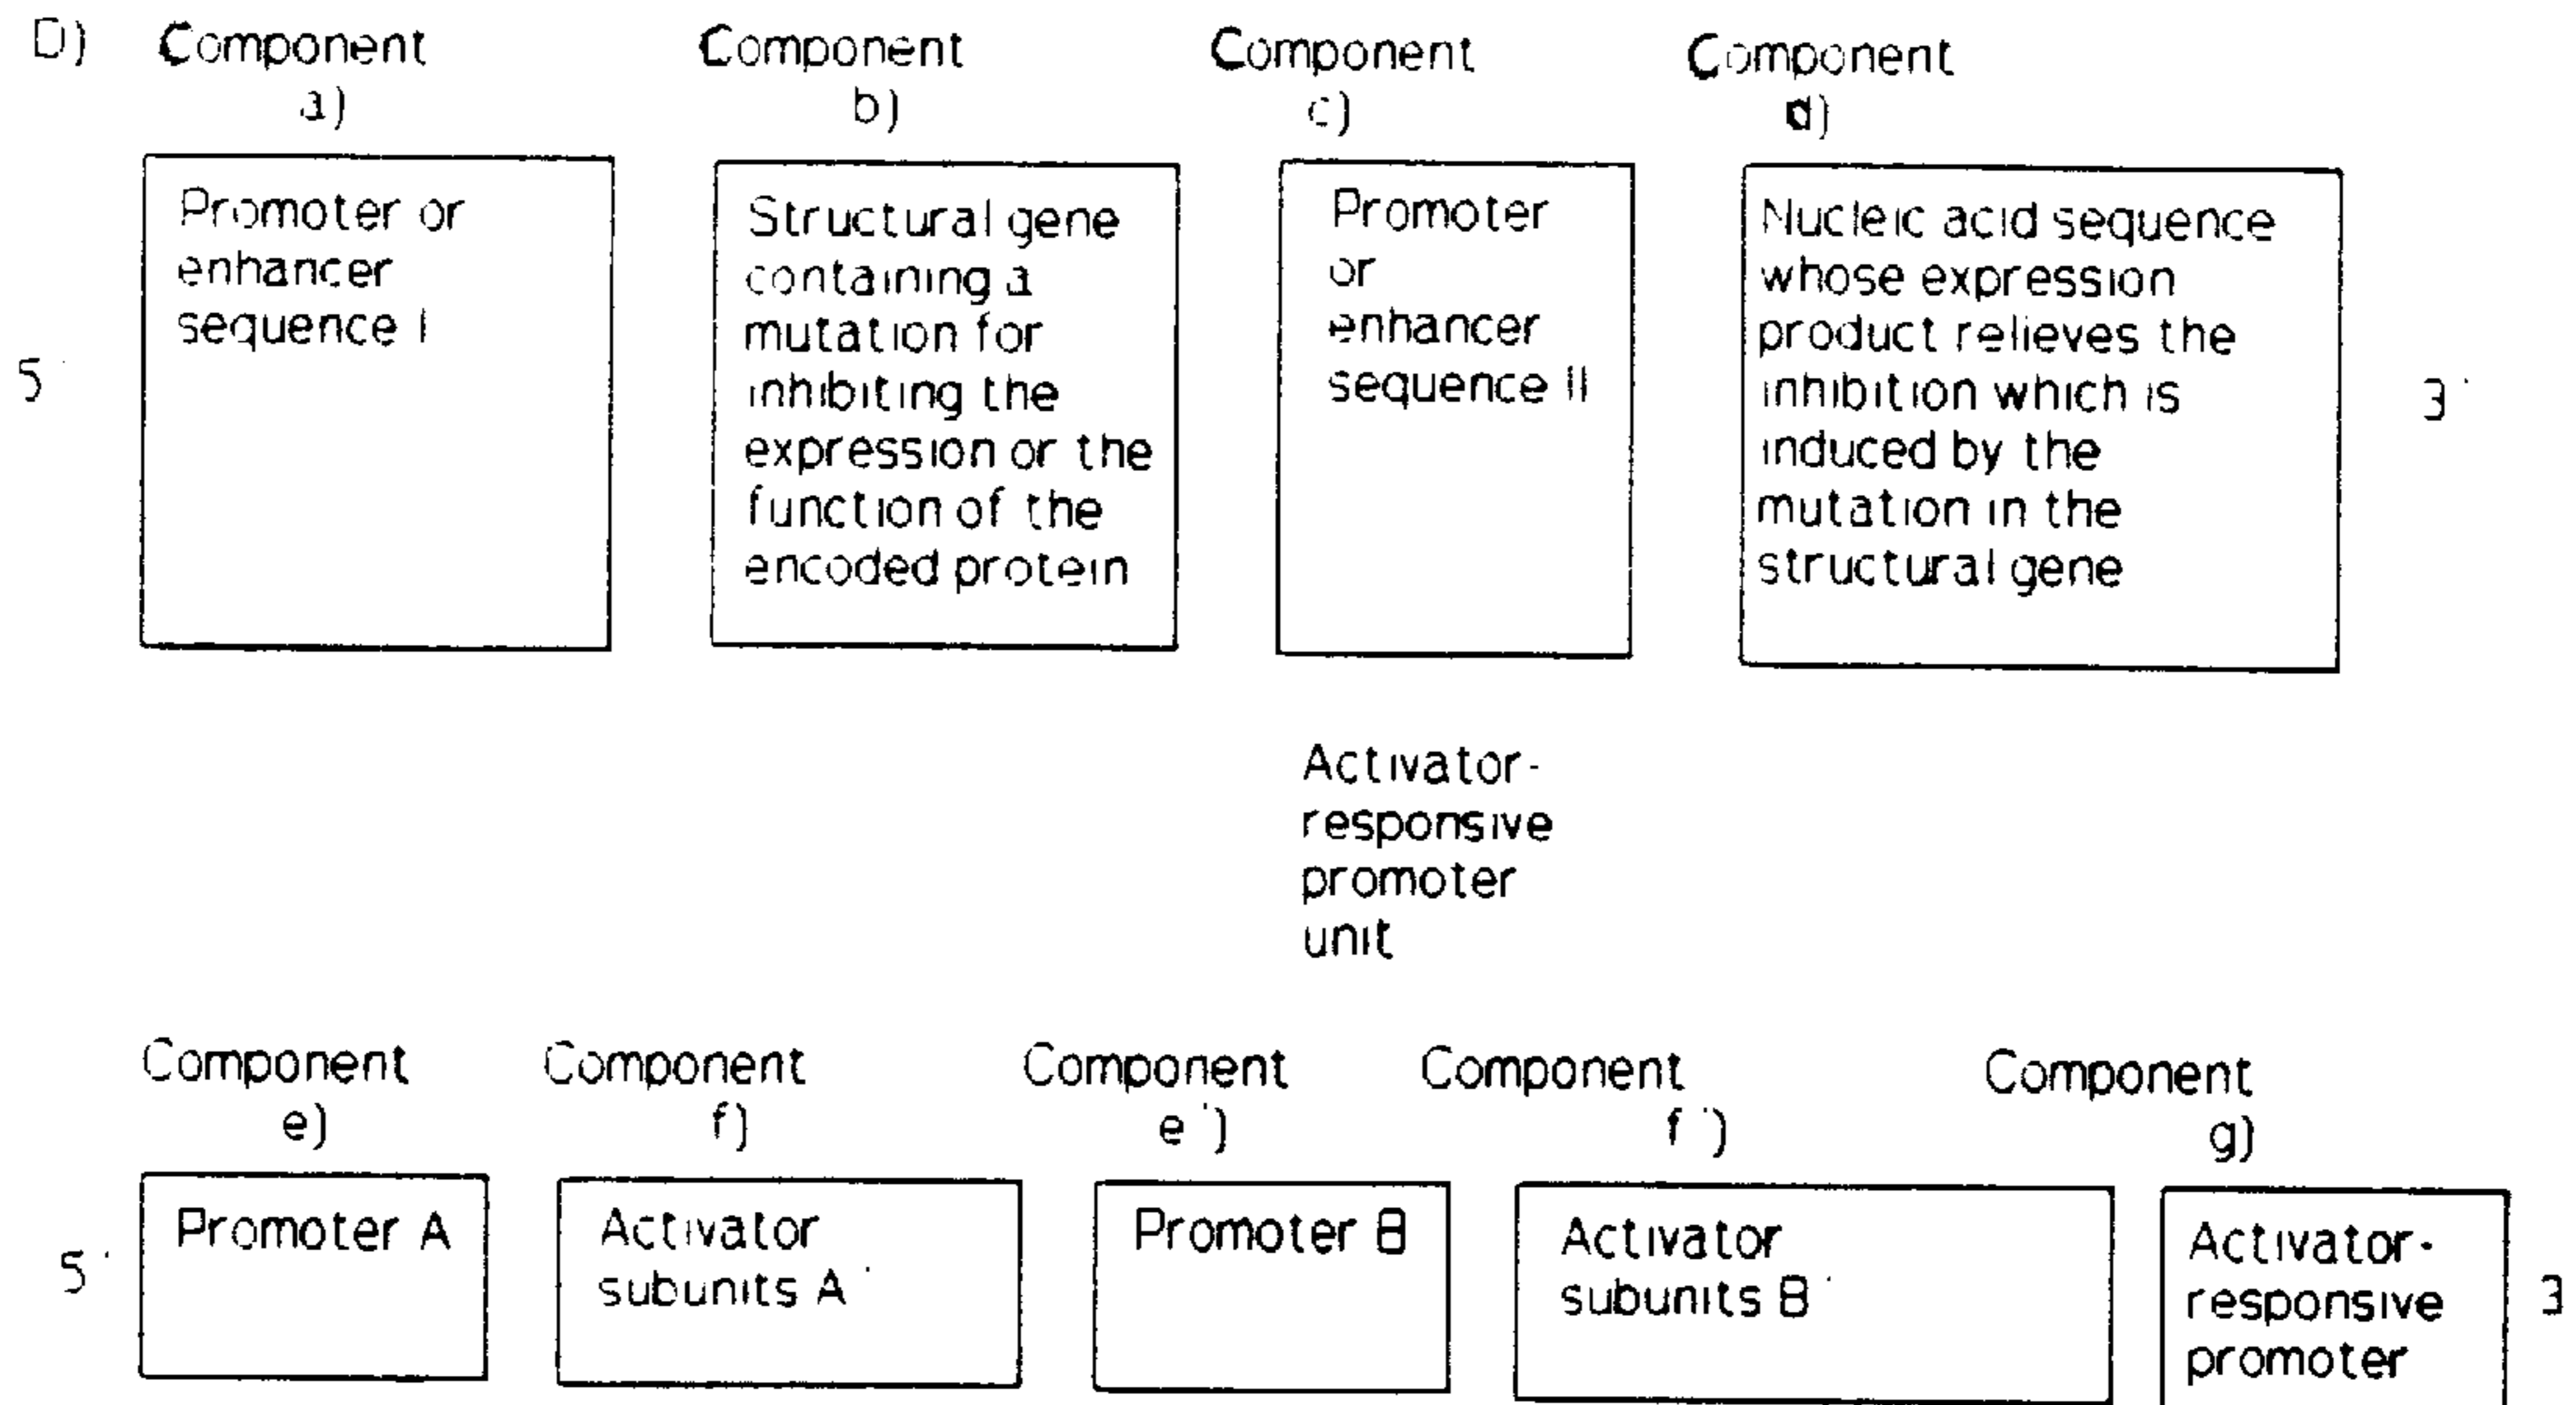 D) Component Component Component Component
a) b) c) d)
Promoter or
enhancer
sequence I
Structural gene
containing a
mutation for
inhibiting the
expression or the
function of the
encoded protein
Promoter
or
enhancer
sequence II
Nucleic acid sequence
whose expression
product relieves the
inhibition which is
induced by the
mutation in the
structural gene
5' 3'
Activator-
responsive
promoter
unit
Component Component Component Component Component
e) f) e') f') g)
5' 3
Promoter A
Activator
subunits A'
Promoter B
Activator
subunits B'
Activator-
responsive
promoter